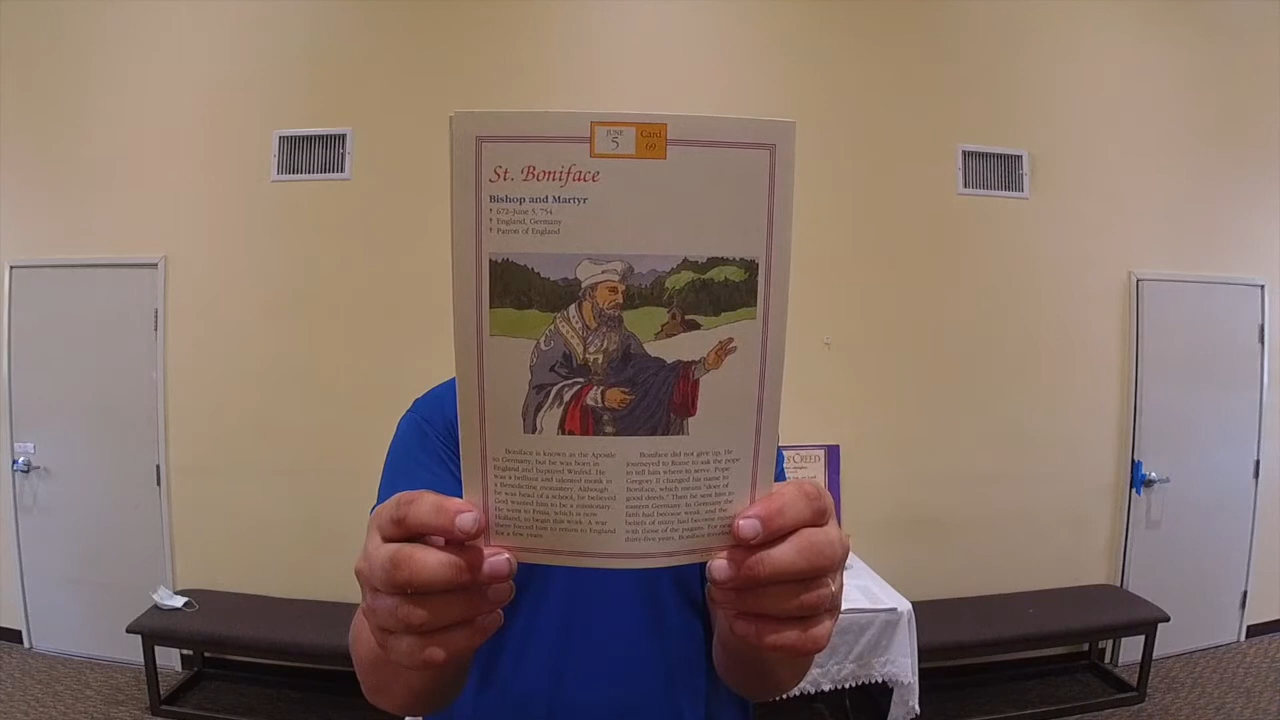 JUNE
5
Card
69
St. Boniface
Bishop and Martyr
† 672–June 5, 754
† England, Germany
† Patron of England
Boniface is known as the Apostle
to Germany, but he was born in
England and baptized Winfrid. He
was a brilliant and talented monk in
a Benedictine monastery. Although
he was head of a school, he believed
God wanted him to be a missionary.
He went to Frisia, which is now
Holland, to begin this work. A war
there forced him to return to England
for a few years.
Boniface did not give up. He
journeyed to Rome to ask the pope
to tell him where to serve. Pope
Gregory II changed his name to
Boniface, which means "doer of
good deeds." Then he sent him to
eastern Germany. In Germany the
faith had become weak, and the
beliefs of many had become
with those of the pagans. For
thirty-five years, Boniface
CREED